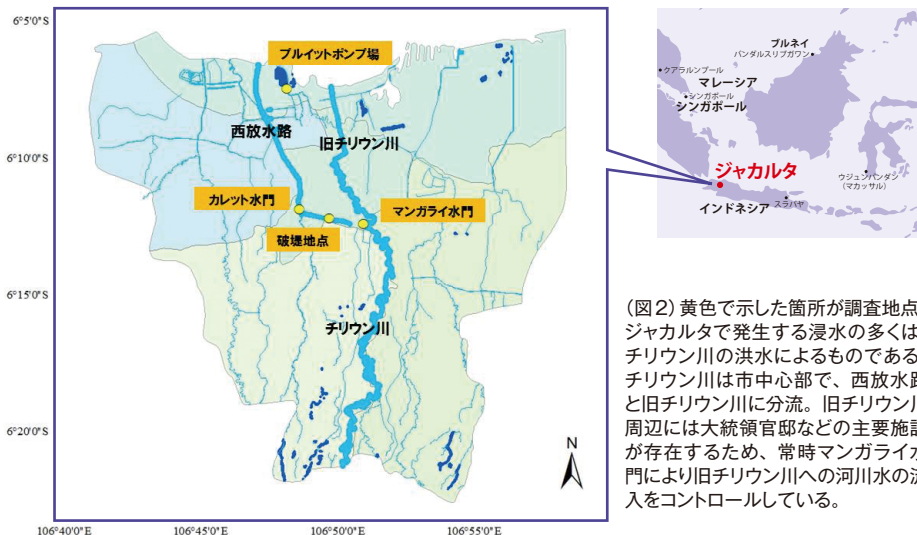 6°5'0"S
6°10'0"S
6°15'0"S
6°20'0"S
106°40'0"E
106°45'0"E
106°50'0"E
106°55'0"E
プルイットポンプ場
西放水路
旧チリウン川
カレット水門
マンガライ水門
破堤地点
チリウン川
N
ブルネイ
バンダルスリブガワン
クアラルンプール
マレーシア
シンガポール
シンガポール
ジャカルタ
ウジュンパンダン
(マカッサル)
スラバヤ
インドネシア
(図2)黄色で示した箇所が調査地点
ジャカルタで発生する浸水の多くは
チリウン川の洪水によるものである
チリウン川は市中心部で、西放水路
と旧チリウン川に分流。旧チリウン川
周辺には大統領官邸などの主要施設
が存在するため、常時マンガライ水
門により旧チリウン川への河川水の流
入をコントロールしている。